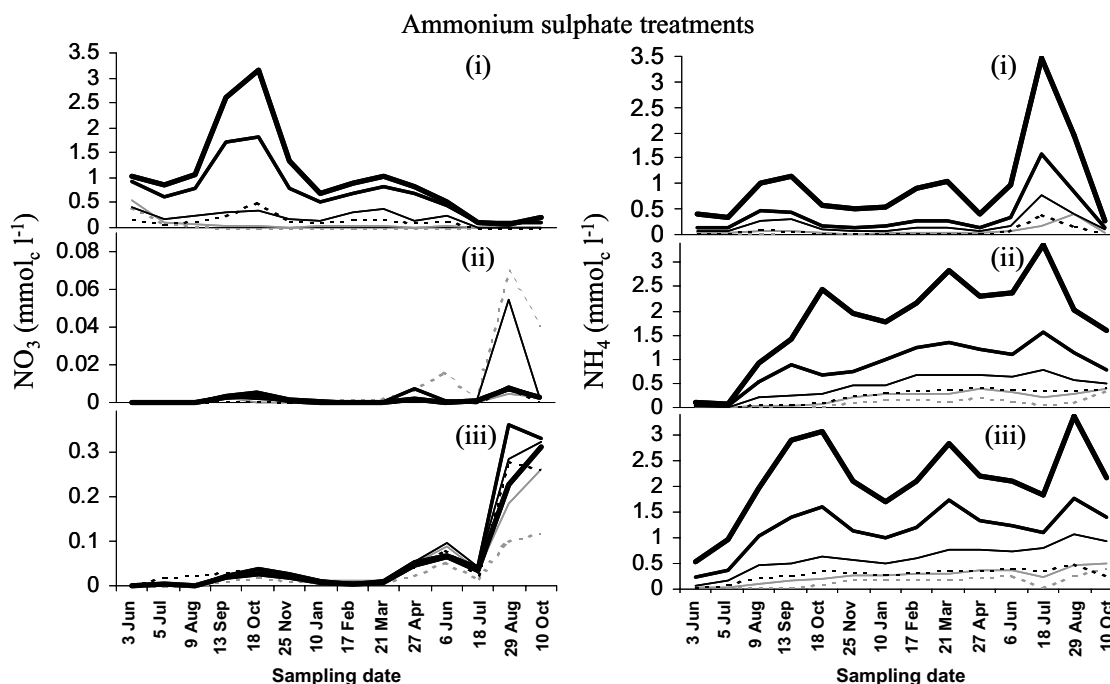 Ammonium sulphate treatments
(i)
3.5
3
2.5
2
1.5
1
0.5
0
(ii)
0.08
0.06
0.04
0.02
0
(iii)
0.3
0.2
0.1
0
NO3 (mmolc l-1)
3 Jun
5 Jul
9 Aug
13 Sep
18 Oct
25 Nov
10 Jan
17 Feb
21 Mar
27 Apr
6 Jun
18 Jul
29 Aug
10 Oct
Sampling date
(i)
3.5
3
2.5
2
1.5
1
0.5
0
(ii)
3
2.5
2
1.5
1
0.5
0
(iii)
3
2.5
2
1.5
1
0.5
0
NH4 (mmolc l-1)
3 Jun
5 Jul
9 Aug
13 Sep
18 Oct
25 Nov
10 Jan
17 Feb
21 Mar
27 Apr
6 Jun
18 Jul
29 Aug
10 Oct
Sampling date